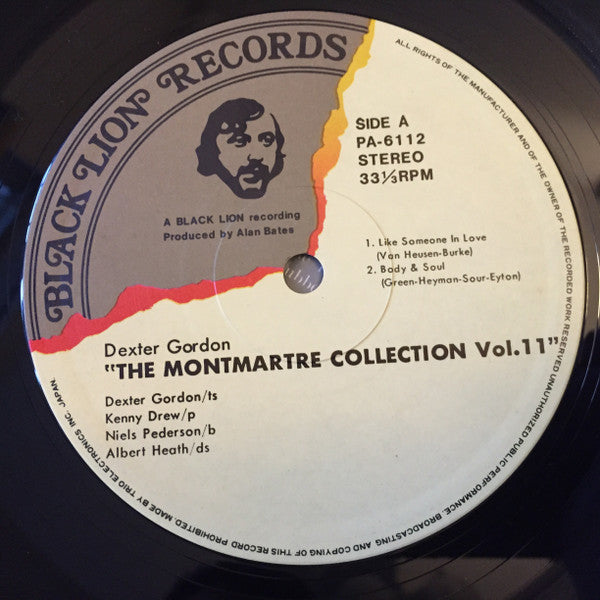 BLACK LION RECORDS
SIDE A
PA-6112
STEREO
33⅓RPM
A BLACK LION recording
Produced by Alan Bates
1. Like Someone In Love
(Van Heusen-Burke)
2. Body & Soul
(Green-Heyman-Sour-Eyton)
Dexter Gordon
"THE MONTMARTRE COLLECTION Vol.11"
Dexter Gordon/ts
Kenny Drew/p
Niels Pederson/b
Albert Heath/ds
ALL RIGHTS OF THE MANUFACTURER AND OF THE OWNER OF THE RECORDED WORK RESERVED UNAUTHORIZED PUBLIC PERFORMANCE, BROADCASTING AND COPYING OF THIS RECORD PROHIBITED MADE BY TRIO ELECTRONICS INC. JAPAN